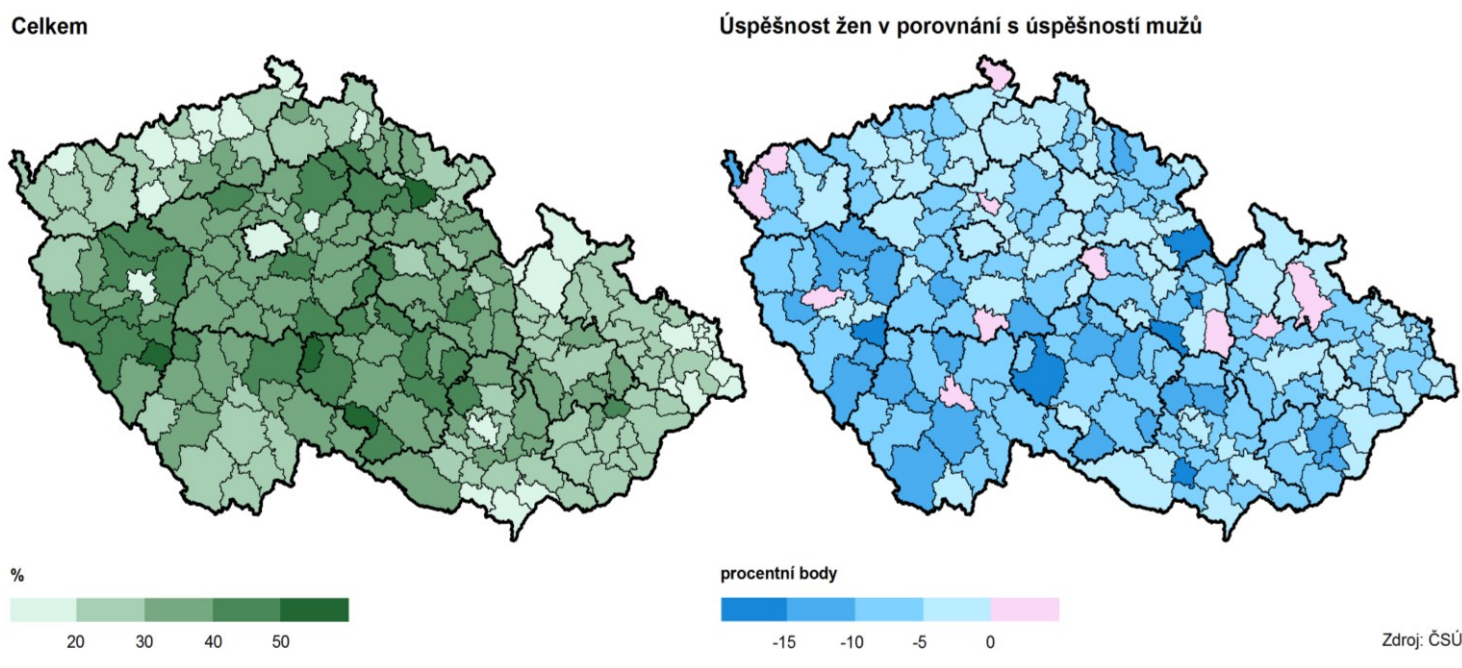 Celkem
Úspěšnost žen v porovnání s úspěšností mužů
%
20 30 40 50
procentní body
-15 -10 -5 0
Zdroj: ČSÚ